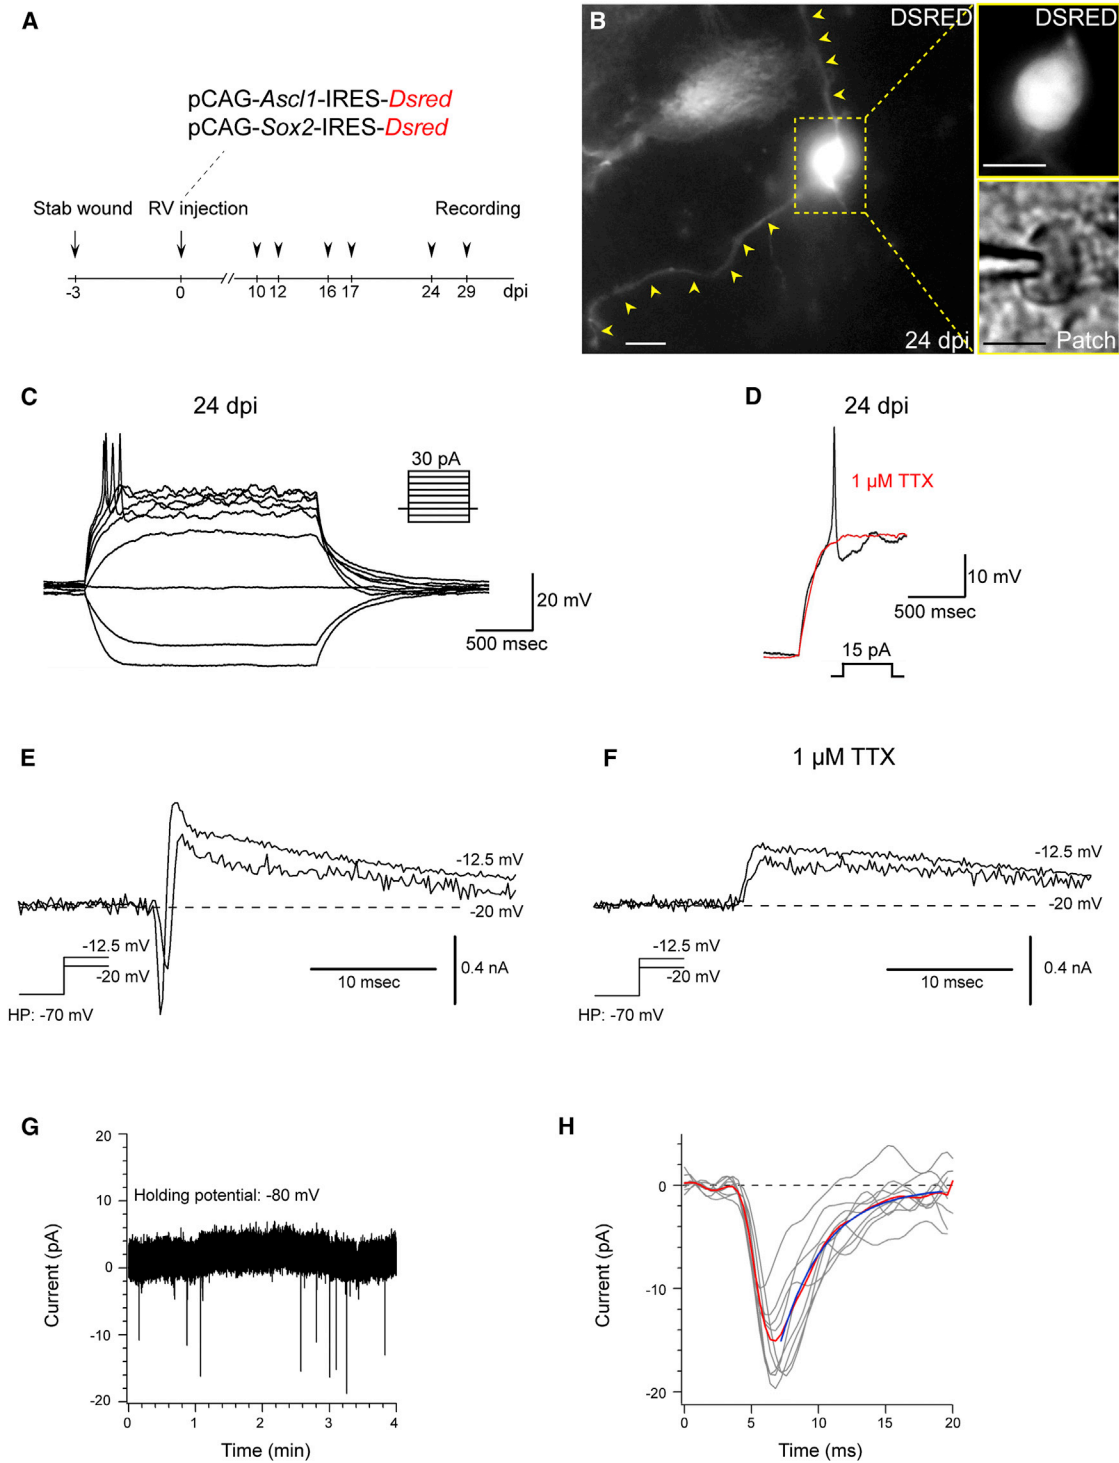 A
pCAG-Ascl1-IRES-Dsred
pCAG-Sox2-IRES-Dsred
Stab wound RV injection Recording
-3 0 10 12 16 17 24 29 dpi
B
DSRED
24 dpi
DSRED
Patch
C
24 dpi
30 pA
20 mV
500 msec
D
24 dpi
1 µM TTX
10 mV
500 msec
15 pA
E
-12.5 mV
-20 mV
-12.5 mV
-20 mV
HP: -70 mV
10 msec
0.4 nA
F
1 µM TTX
-12.5 mV
-20 mV
-12.5 mV
-20 mV
HP: -70 mV
10 msec
0.4 nA
G
Holding potential: -80 mV
Current (pA)
20
10
0
-10
-20
0 1 2 3 4
Time (min)
H
Current (pA)
0
-10
-20
0 5 10 15 20
Time (ms)